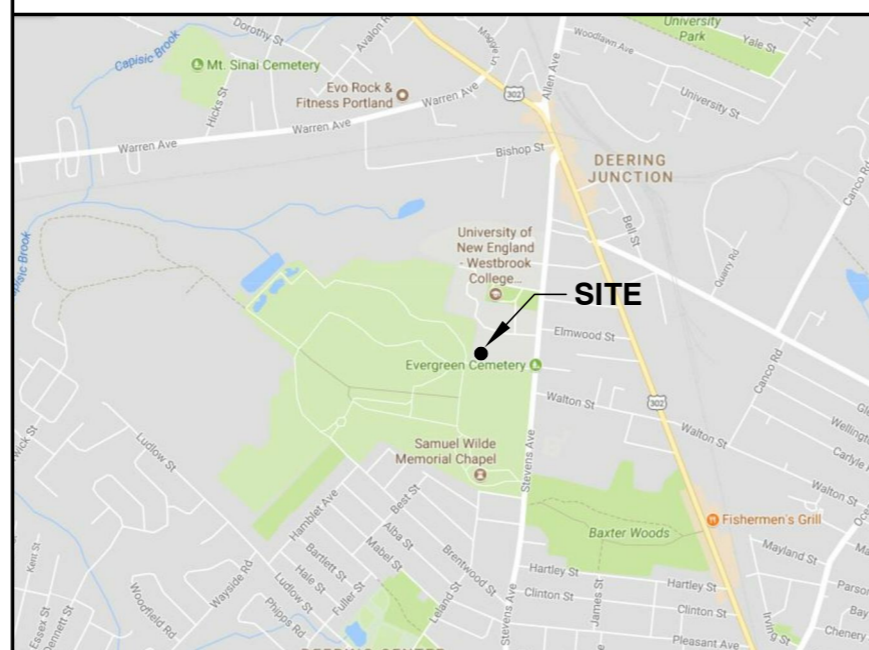 Dorothy St
Avalon R
Maggie Ln
University
Park
Yale St
Capisic Brook
Mt. Sinai Cemetery
Hicks St
Evo Rock &
Fitness Portland
Warren Ave
302
Allen Ave
Woodlawn Ave
University St
Warren Ave
Warren Ave
Bishop St
DEERING
JUNCTION
Canco Rd
Bell St
Quarry Rd
University of
New England
- Westbrook
College...
SITE
Elmwood St
Evergreen Cemetery
Canco Rd
Walton St
302
Walton St
Ludlow St
Samuel Wilde
Memorial Chapel
Stevens Ave
Wellington
Carlyle
Walton St
Fishermen's Grill
Baxter Woods
Hamblet Ave
Best St
Alba St
Mabel St
Brentwood St
Bartlett St
Hale St
Ludlow St
Fuller St
Phipps Rd
Leland St
Wayside Rd
Woodfield Rd
Kent St
Essex St
Hartley St
Hartley St
Clinton St
Clinton St
James St
Stevens Ave
Mayland St
Irving St
Chenery
Pleasant Ave